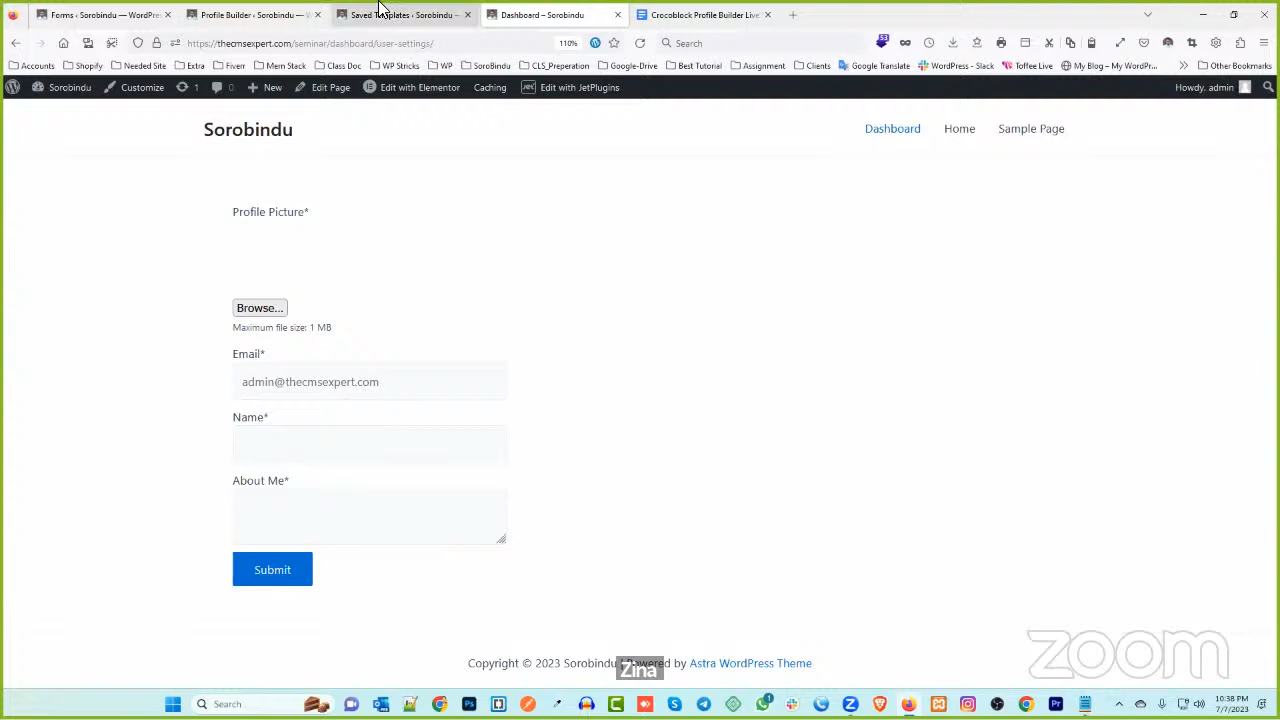 Forms ‹ Sorobindu — WordPres
Profile Builder ‹ Sorobindu — W
Saved Templates ‹ Sorobindu —
Dashboard – Sorobindu
Crocoblock Profile Builder Live
https://thecmsexpert.com/seminar/dashboard/user-settings/
110%
Search
53
Accounts
Shopify
Needed Site
Extra
Fiverr
Mem Stack
Class Doc
WP Stricks
WP
SoroBindu
CLS_Preperation
Google-Drive
Best Tutorial
Assignment
Clients
Google Translate
WordPress - Slack
Toffee Live
My Blog – My WordPr...
Other Bookmarks
Sorobindu
Customize
1
0
New
Edit Page
Edit with Elementor
Caching
Edit with JetPlugins
Howdy, admin
Sorobindu
Dashboard
Home
Sample Page
Profile Picture*
Browse...
Maximum file size: 1 MB
Email*
admin@thecmsexpert.com
Name*
About Me*
Submit
Copyright © 2023 Sorobindu | Powered by Astra WordPress Theme
Zina
zoom
Search
1
10:38 PM
7/7/2023